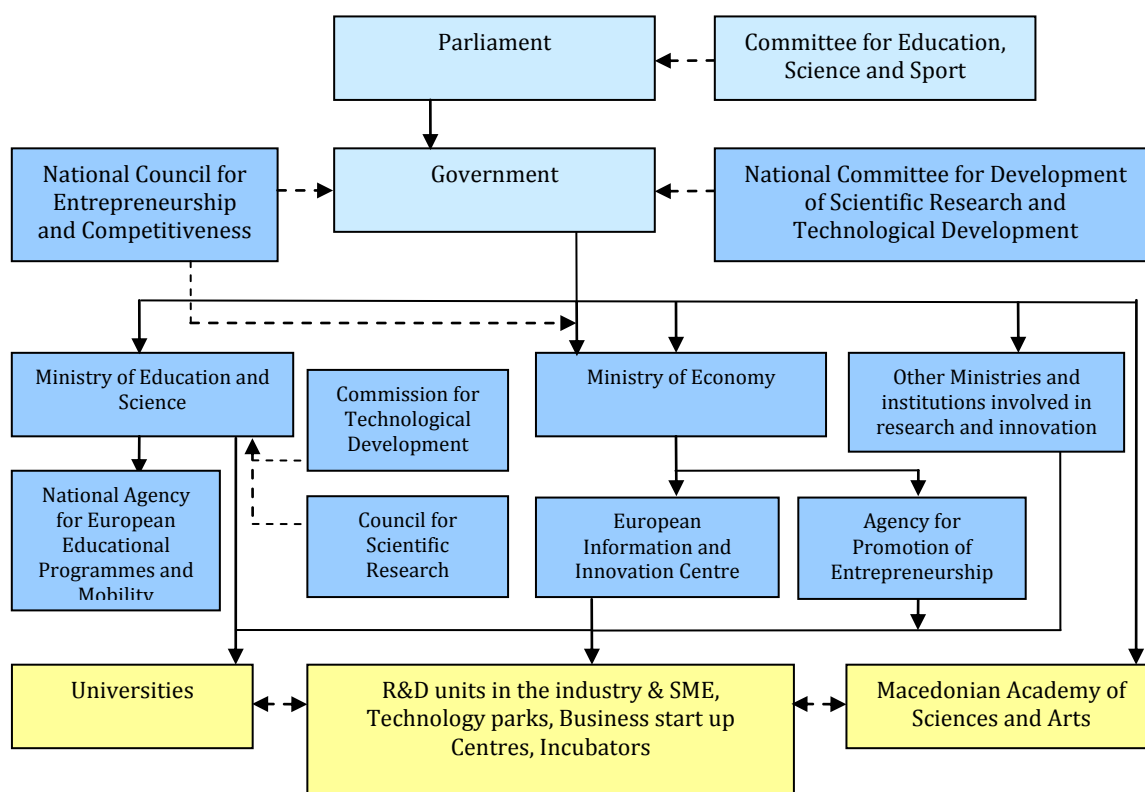 Parliament
Committee for Education,
Science and Sport
National Council for
Entrepreneurship
and Competitiveness
Government
National Committee for Development
of Scientific Research and
Technological Development
Ministry of Education and
Science
Commission for
Technological
Development
Ministry of Economy
Other Ministries and
institutions involved in
research and innovation
National Agency
for European
Educational
Programmes and
Mobility
Council for
Scientific
Research
European
Information and
Innovation Centre
Agency for
Promotion of
Entrepreneurship
Universities
R&D units in the industry & SME,
Technology parks, Business start up
Centres, Incubators
Macedonian Academy of
Sciences and Arts